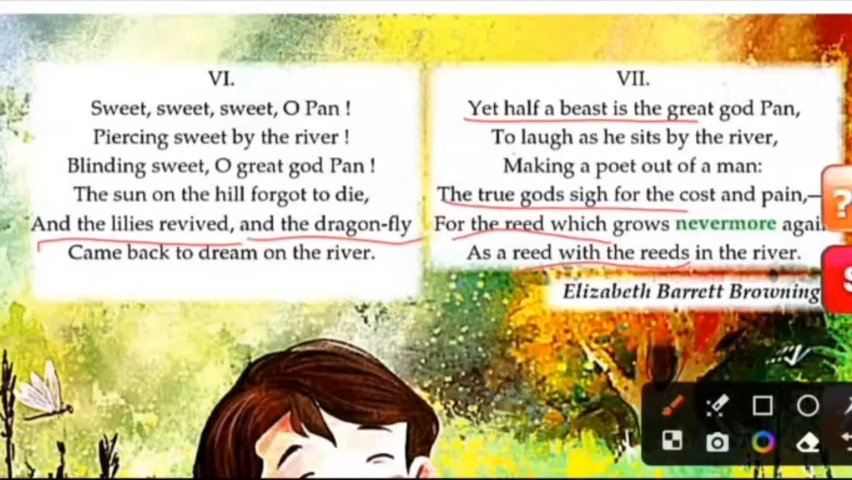 VI.
Sweet, sweet, sweet, O Pan !
Piercing sweet by the river !
Blinding sweet, O great god Pan !
The sun on the hill forgot to die,
And the lilies revived, and the dragon-fly
Came back to dream on the river.
VII.
Yet half a beast is the great god Pan,
To laugh as he sits by the river,
Making a poet out of a man:
The true gods sigh for the cost and pain,—
For the reed which grows nevermore agai
As a reed with the reeds in the river.
Elizabeth Barrett Browning
?
S